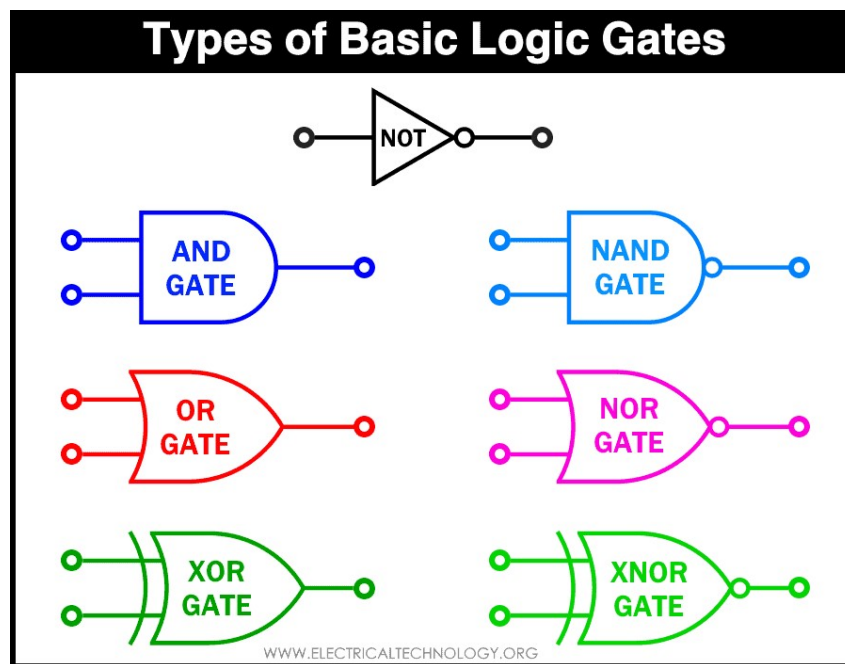 Types of Basic Logic Gates
NOT
AND
GATE
NAND
GATE
OR
GATE
NOR
GATE
XOR
GATE
XNOR
GATE
WWW.ELECTRICALTECHNOLOGY.ORG